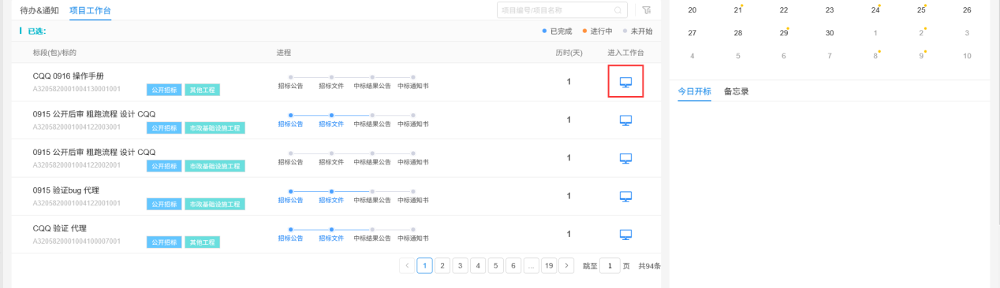 待办&通知 项目工作台 项目编号/项目名称
已选： 已完成 进行中 未开始
标段(包)/标的 进程 历时(天) 进入工作台
CQQ 0916 操作手册
A3205820001004130001001 公开招标 其他工程
招标公告 招标文件 中标结果公告 中标通知书
1
0915 公开后审 粗跑流程 设计 CQQ
A3205820001004122003001 公开招标 市政基础设施工程
招标公告 招标文件 中标结果公告 中标通知书
1
0915 公开后审 粗跑流程 设计 CQQ
A3205820001004122002001 公开招标 市政基础设施工程
招标公告 招标文件 中标结果公告 中标通知书
1
0915 验证bug 代理
A3205820001004122001001 公开招标 市政基础设施工程
招标公告 招标文件 中标结果公告 中标通知书
1
CQQ 验证 代理
A3205820001004100007001 公开招标 其他工程
招标公告 招标文件 中标结果公告 中标通知书
1
< 1 2 3 4 5 6 ... 19 > 跳至 1 页 共94条
20 21 22 23 24 25 26
27 28 29 30 1 2 3
4 5 6 7 8 9 10
今日开标 备忘录